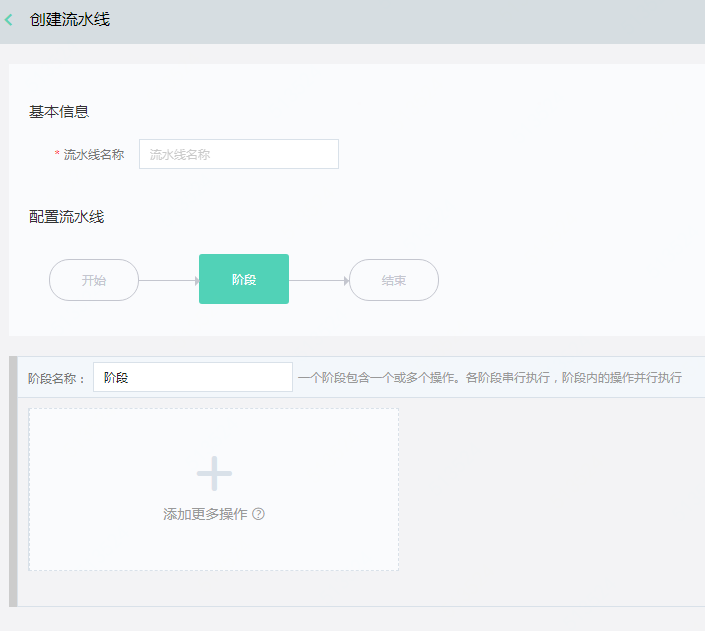 创建流水线
基本信息
* 流水线名称 流水线名称
配置流水线
开始 阶段 结束
阶段名称： 阶段 一个阶段包含一个或多个操作。各阶段串行执行，阶段内的操作并行执行
添加更多操作 ?